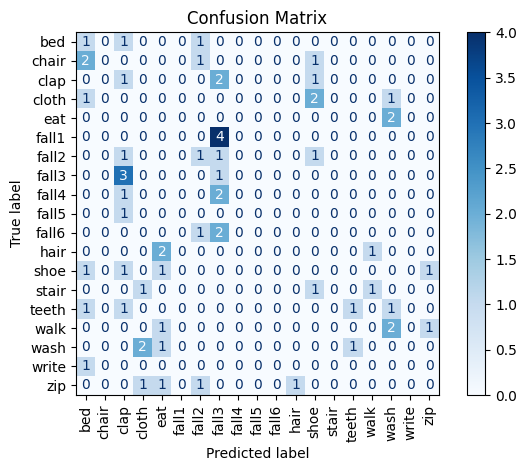 Confusion Matrix
bed 1 0 1 0 0 0 1 0 0 0 0 0 0 0 0 0 0 0 0
chair 2 0 0 0 0 0 1 0 0 0 0 0 1 0 0 0 0 0 0
clap 0 0 1 0 0 0 0 2 0 0 0 0 1 0 0 0 0 0 0
cloth 1 0 0 0 0 0 0 0 0 0 0 0 2 0 0 0 1 0 0
eat 0 0 0 0 0 0 0 0 0 0 0 0 0 0 0 0 2 0 0
fall1 0 0 0 0 0 0 0 4 0 0 0 0 0 0 0 0 0 0 0
fall2 0 0 1 0 0 0 1 1 0 0 0 0 1 0 0 0 0 0 0
fall3 0 0 3 0 0 0 0 1 0 0 0 0 0 0 0 0 0 0 0
fall4 0 0 1 0 0 0 0 2 0 0 0 0 0 0 0 0 0 0 0
fall5 0 0 1 0 0 0 0 0 0 0 0 0 0 0 0 0 0 0 0
fall6 0 0 0 0 0 0 1 2 0 0 0 0 0 0 0 0 0 0 0
hair 0 0 0 0 2 0 0 0 0 0 0 0 0 0 0 1 0 0 0
shoe 1 0 1 0 1 0 0 0 0 0 0 0 0 0 0 0 0 0 1
stair 0 0 0 1 0 0 0 0 0 0 0 0 1 0 0 1 0 0 0
teeth 1 0 1 0 0 0 0 0 0 0 0 0 0 0 1 0 1 0 0
walk 0 0 0 0 1 0 0 0 0 0 0 0 0 0 0 0 2 0 1
wash 0 0 0 2 1 0 0 0 0 0 0 0 0 0 1 0 0 0 0
write 1 0 0 0 0 0 0 0 0 0 0 0 0 0 0 0 0 0 0
zip 0 0 0 1 1 0 1 0 0 0 0 1 0 0 0 0 0 0 0
True label
bed chair clap cloth eat fall1 fall2 fall3 fall4 fall5 fall6 hair shoe stair teeth walk wash write zip
Predicted label
4.0
3.5
3.0
2.5
2.0
1.5
1.0
0.5
0.0